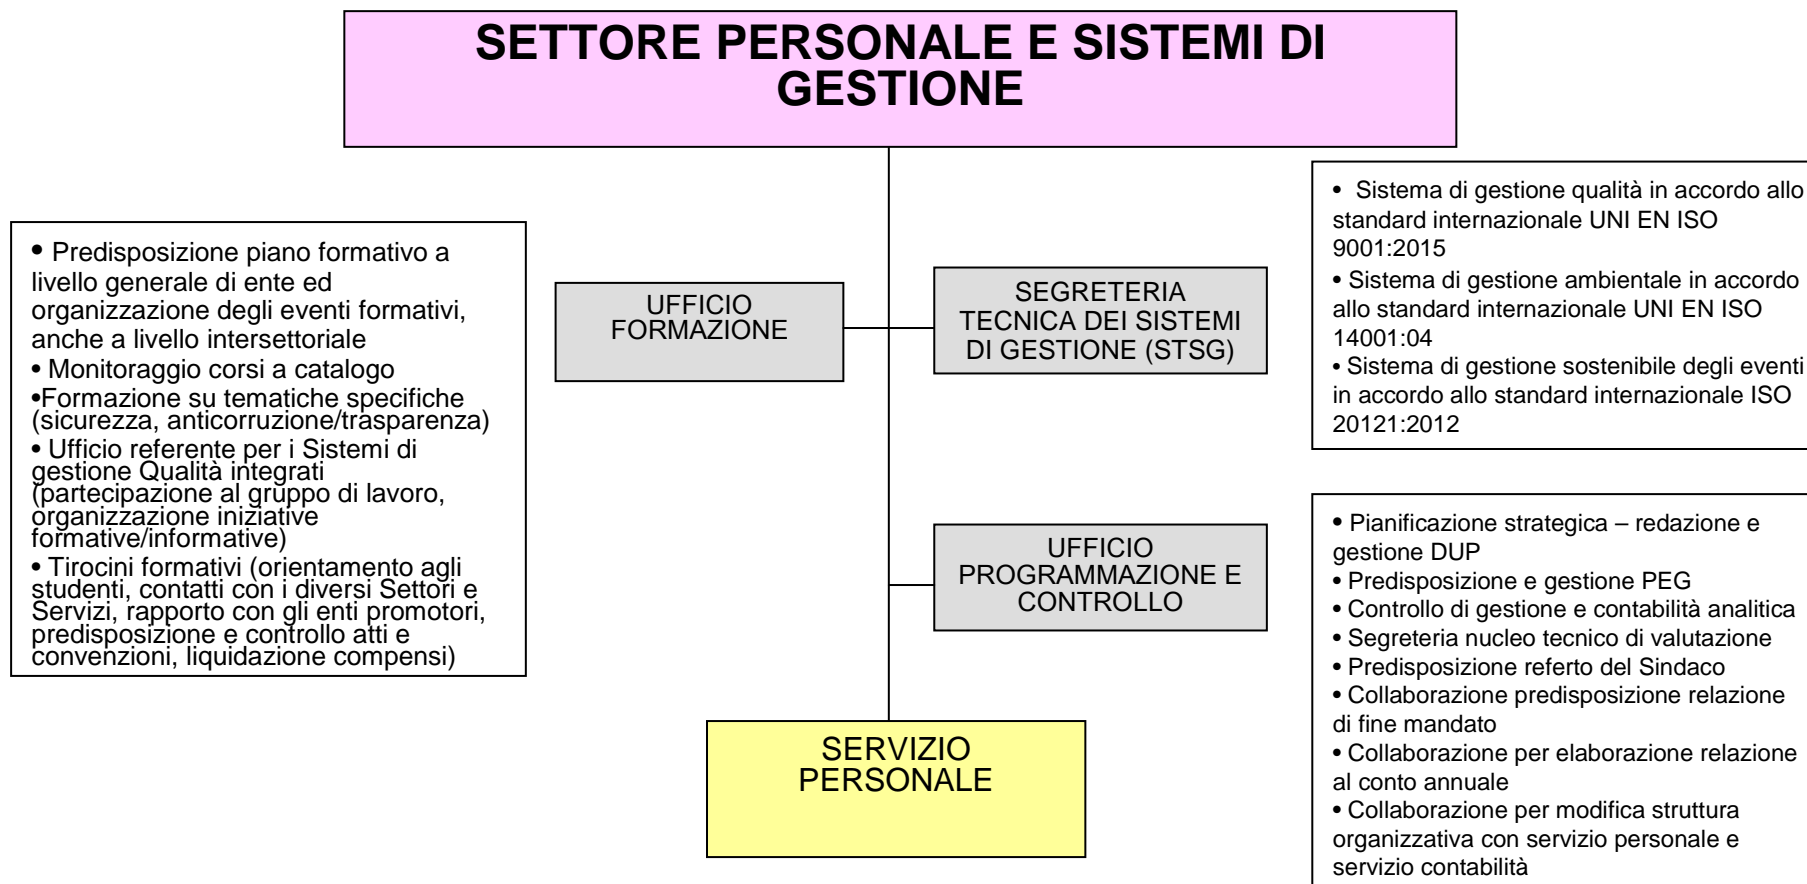 SETTORE PERSONALE E SISTEMI DI
GESTIONE
• Predisposizione piano formativo a
livello generale di ente ed
organizzazione degli eventi formativi,
anche a livello intersettoriale
• Monitoraggio corsi a catalogo
•Formazione su tematiche specifiche
(sicurezza, anticorruzione/trasparenza)
• Ufficio referente per i Sistemi di
gestione Qualità integrati
(partecipazione al gruppo di lavoro,
organizzazione iniziative
formative/informative)
• Tirocini formativi (orientamento agli
studenti, contatti con i diversi Settori e
Servizi, rapporto con gli enti promotori,
predisposizione e controllo atti e
convenzioni, liquidazione compensi)
UFFICIO
FORMAZIONE
SEGRETERIA
TECNICA DEI SISTEMI
DI GESTIONE (STSG)
• Sistema di gestione qualità in accordo allo
standard internazionale UNI EN ISO
9001:2015
• Sistema di gestione ambientale in accordo
allo standard internazionale UNI EN ISO
14001:04
• Sistema di gestione sostenibile degli eventi
in accordo allo standard internazionale ISO
20121:2012
UFFICIO
PROGRAMMAZIONE E
CONTROLLO
• Pianificazione strategica – redazione e
gestione DUP
• Predisposizione e gestione PEG
• Controllo di gestione e contabilità analitica
• Segreteria nucleo tecnico di valutazione
• Predisposizione referto del Sindaco
• Collaborazione predisposizione relazione
di fine mandato
• Collaborazione per elaborazione relazione
al conto annuale
• Collaborazione per modifica struttura
organizzativa con servizio personale e
servizio contabilità
SERVIZIO
PERSONALE